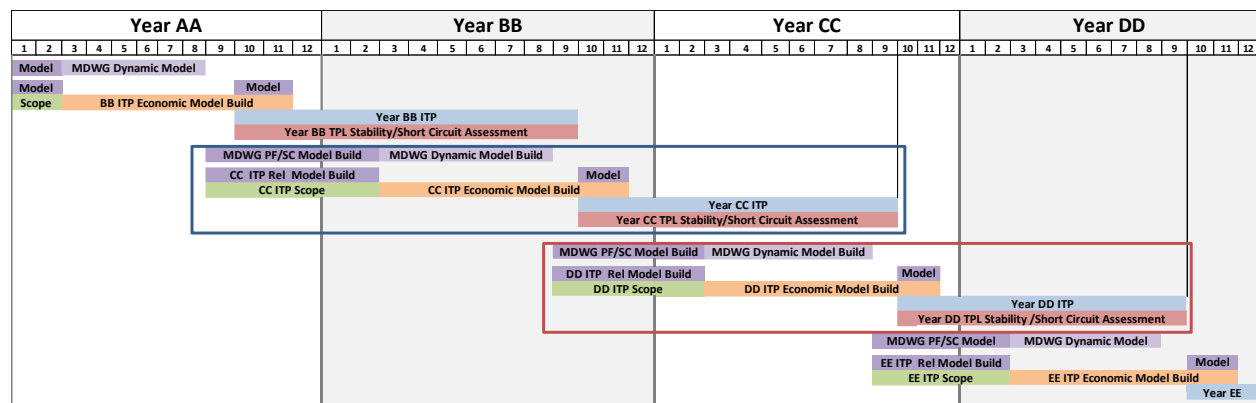 Year AA Year BB Year CC Year DD
1 2 3 4 5 6 7 8 9 10 11 12 1 2 3 4 5 6 7 8 9 10 11 12 1 2 3 4 5 6 7 8 9 10 11 12 1 2 3 4 5 6 7 8 9 10 11 12
Model MDWG Dynamic Model
Model Model
Scope BB ITP Economic Model Build
Year BB ITP
Year BB TPL Stability/Short Circuit Assessment
MDWG PF/SC Model Build MDWG Dynamic Model Build
CC ITP Rel Model Build Model
CC ITP Scope CC ITP Economic Model Build
Year CC ITP
Year CC TPL Stability/Short Circuit Assessment
MDWG PF/SC Model Build MDWG Dynamic Model Build
DD ITP Rel Model Build Model
DD ITP Scope DD ITP Economic Model Build
Year DD ITP
Year DD TPL Stability /Short Circuit Assessment
MDWG PF/SC Model MDWG Dynamic Model
EE ITP Rel Model Build Model
EE ITP Scope EE ITP Economic Model Build
Year EE